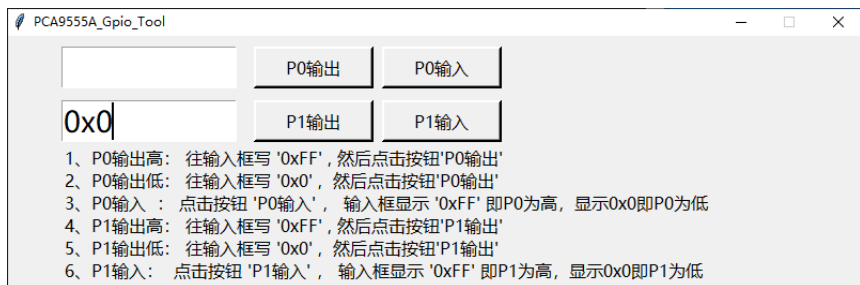 PCA9555A_Gpio_Tool
P0输出 P0输入
0x0 P1输出 P1输入
1、P0输出高： 往输入框写 '0xFF' , 然后点击按钮'P0输出'
2、P0输出低： 往输入框写 '0x0' , 然后点击按钮'P0输出'
3、P0输入 ： 点击按钮 'P0输入' , 输入框显示 '0xFF' 即P0为高，显示0x0即P0为低
4、P1输出高： 往输入框写 '0xFF' , 然后点击按钮'P1输出'
5、P1输出低： 往输入框写 '0x0' , 然后点击按钮'P1输出'
6、P1输入： 点击按钮 'P1输入' , 输入框显示 '0xFF' 即P1为高，显示0x0即P1为低